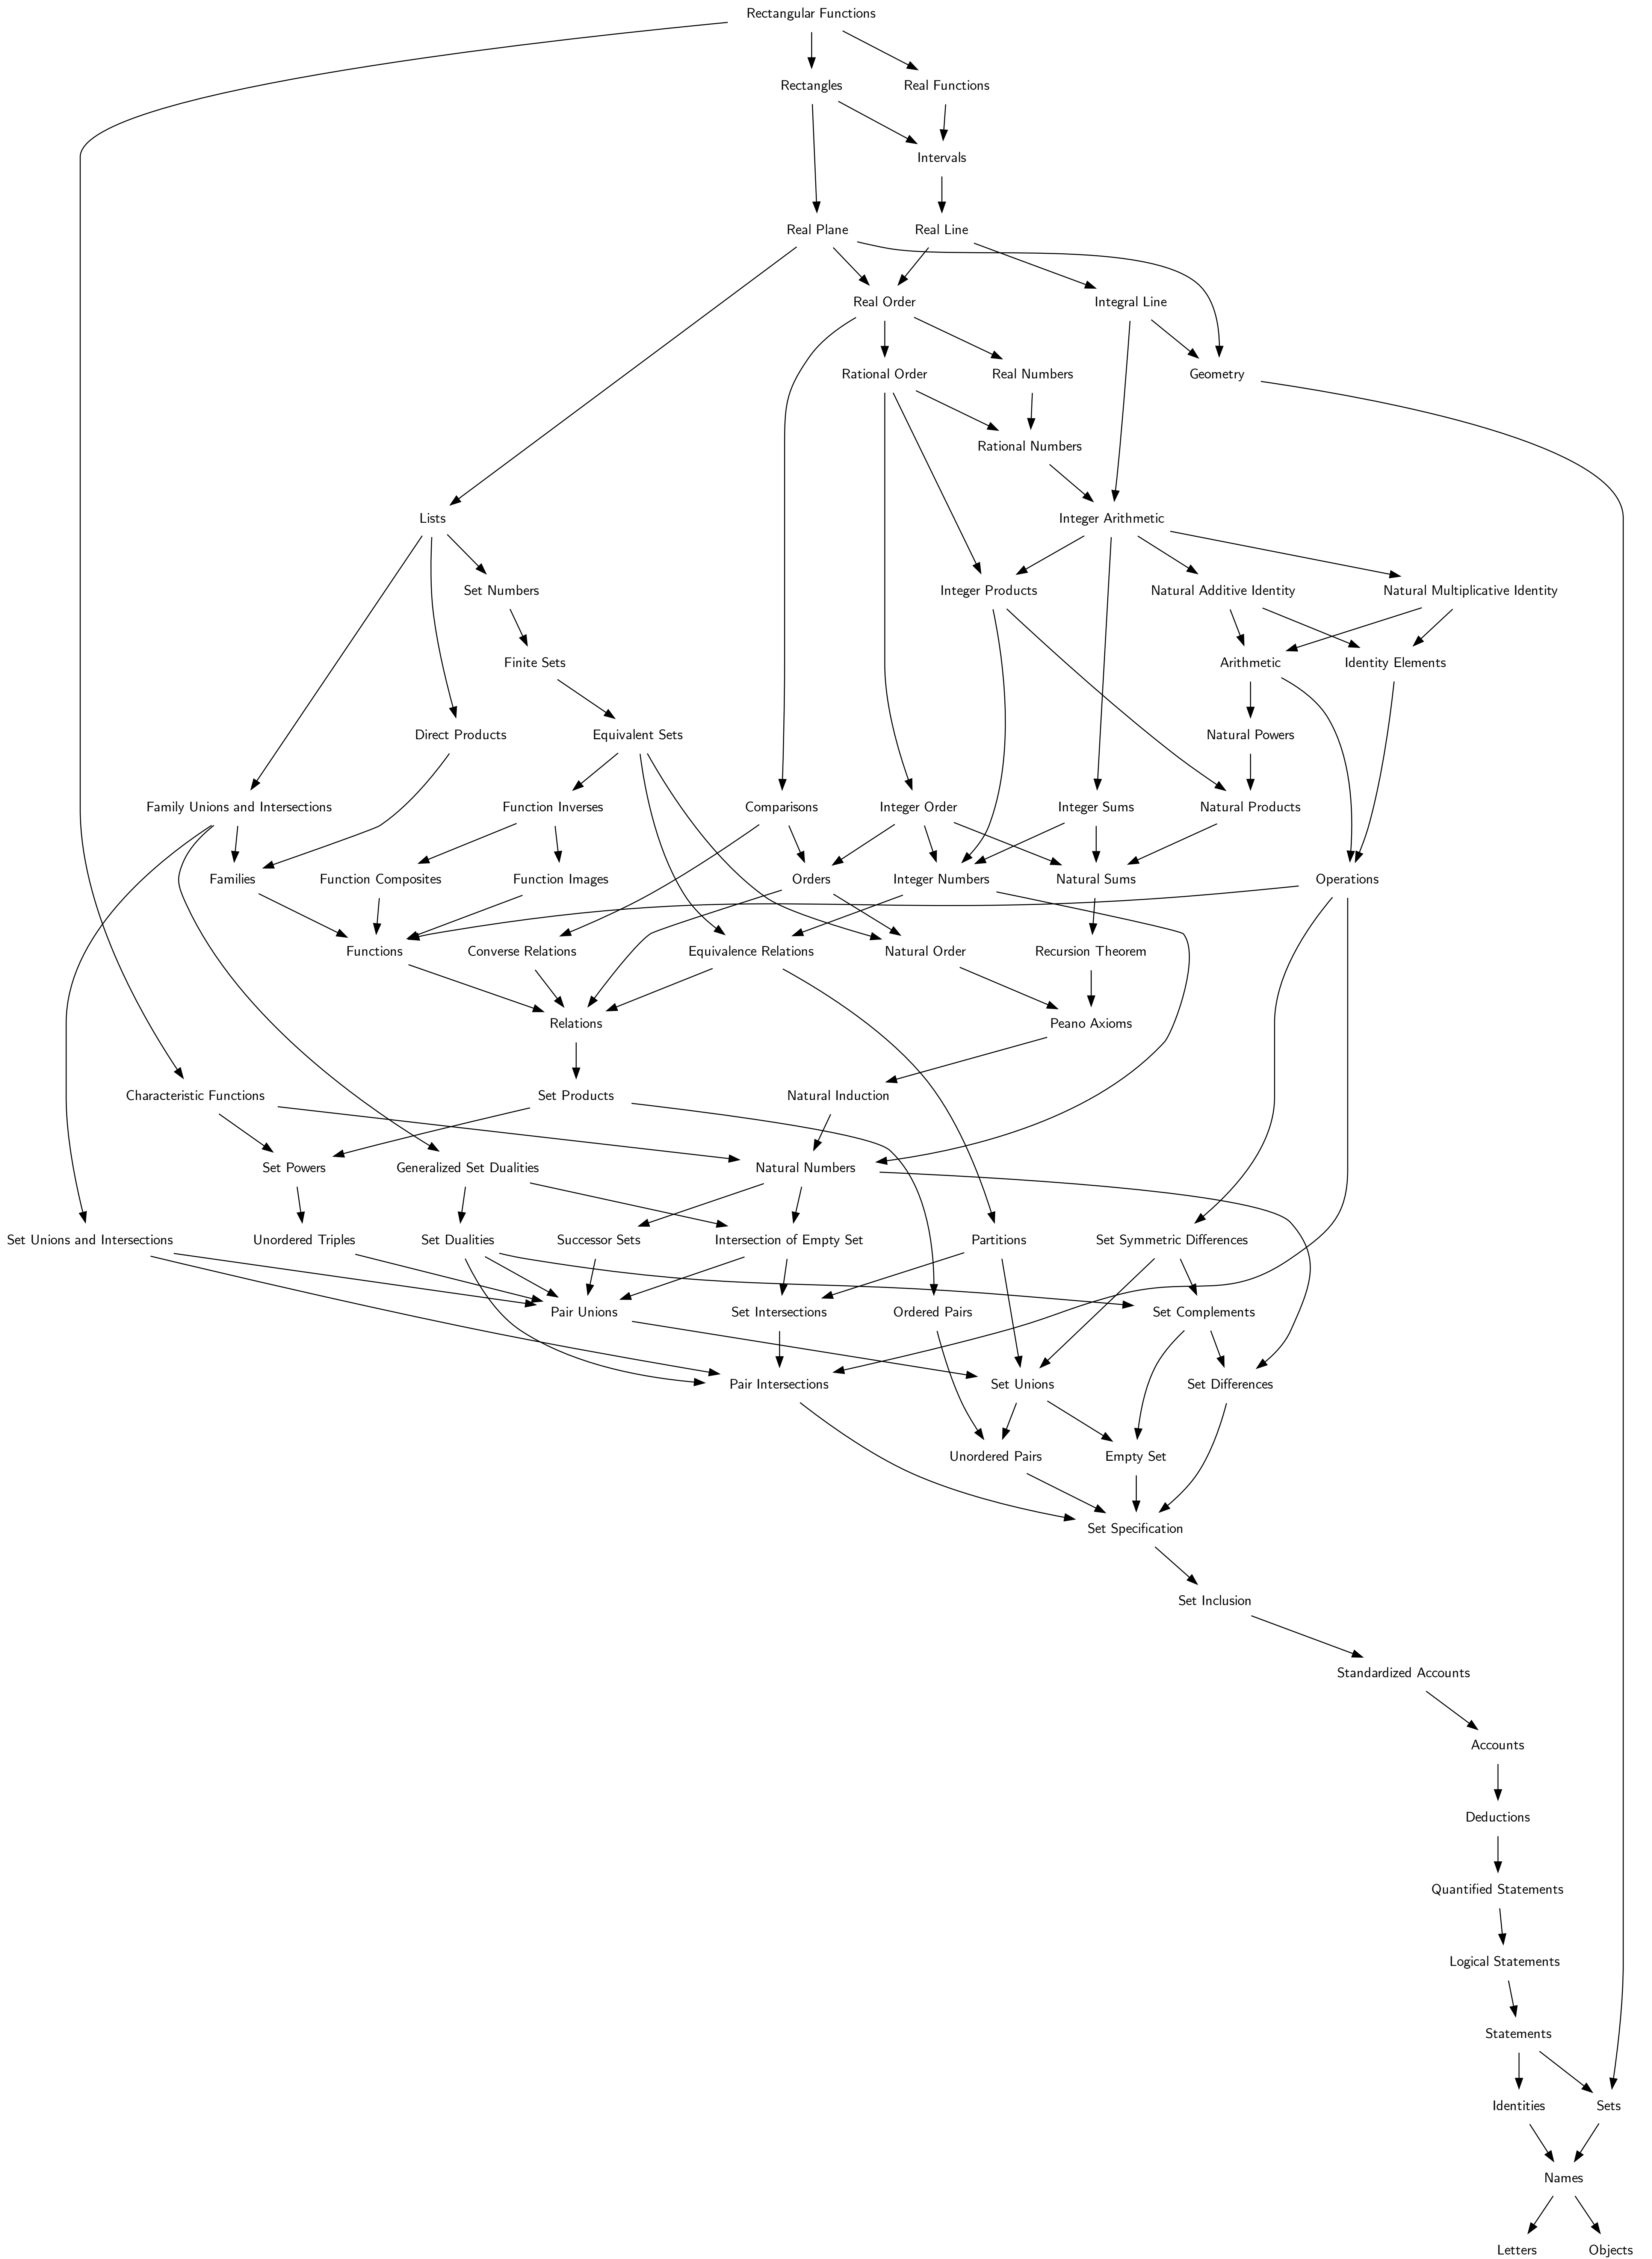 Rectangular Functions
Rectangles
Real Functions
Intervals
Real Plane
Real Line
Real Order
Integral Line
Rational Order
Real Numbers
Geometry
Rational Numbers
Lists
Integer Arithmetic
Set Numbers
Integer Products
Natural Additive Identity
Natural Multiplicative Identity
Finite Sets
Arithmetic
Identity Elements
Direct Products
Equivalent Sets
Natural Powers
Family Unions and Intersections
Function Inverses
Comparisons
Integer Order
Integer Sums
Natural Products
Families
Function Composites
Function Images
Orders
Integer Numbers
Natural Sums
Operations
Functions
Converse Relations
Equivalence Relations
Natural Order
Recursion Theorem
Relations
Peano Axioms
Characteristic Functions
Set Products
Natural Induction
Set Powers
Generalized Set Dualities
Natural Numbers
Set Unions and Intersections
Unordered Triples
Set Dualities
Successor Sets
Intersection of Empty Set
Partitions
Set Symmetric Differences
Pair Unions
Set Intersections
Ordered Pairs
Set Complements
Pair Intersections
Set Unions
Set Differences
Unordered Pairs
Empty Set
Set Specification
Set Inclusion
Standardized Accounts
Accounts
Deductions
Quantified Statements
Logical Statements
Statements
Identities
Sets
Names
Letters
Objects